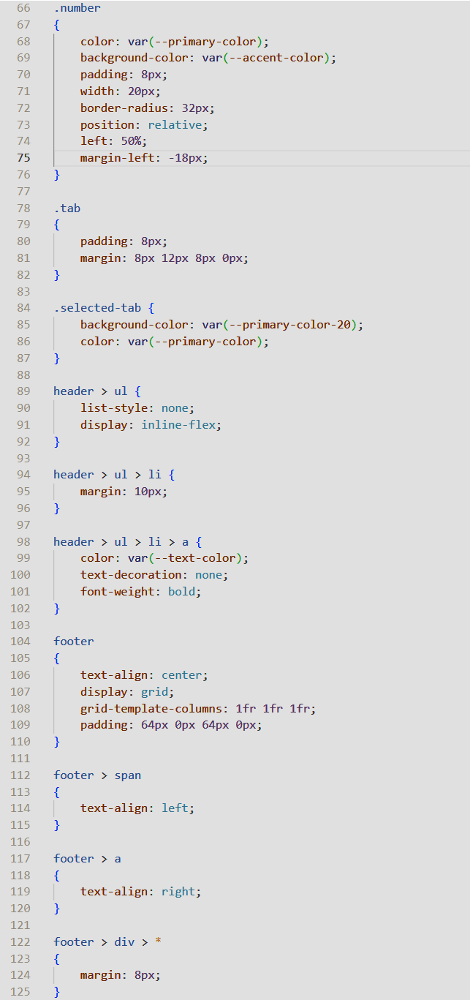 66 .number
67 {
68 color: var(--primary-color);
69 background-color: var(--accent-color);
70 padding: 8px;
71 width: 20px;
72 border-radius: 32px;
73 position: relative;
74 left: 50%;
75 margin-left: -18px;
76 }
77
78 .tab
79 {
80 padding: 8px;
81 margin: 8px 12px 8px 0px;
82 }
83
84 .selected-tab {
85 background-color: var(--primary-color-20);
86 color: var(--primary-color);
87 }
88
89 header > ul {
90 list-style: none;
91 display: inline-flex;
92 }
93
94 header > ul > li {
95 margin: 10px;
96 }
97
98 header > ul > li > a {
99 color: var(--text-color);
100 text-decoration: none;
101 font-weight: bold;
102 }
103
104 footer
105 {
106 text-align: center;
107 display: grid;
108 grid-template-columns: 1fr 1fr 1fr;
109 padding: 64px 0px 64px 0px;
110 }
111
112 footer > span
113 {
114 text-align: left;
115 }
116
117 footer > a
118 {
119 text-align: right;
120 }
121
122 footer > div > *
123 {
124 margin: 8px;
125 }